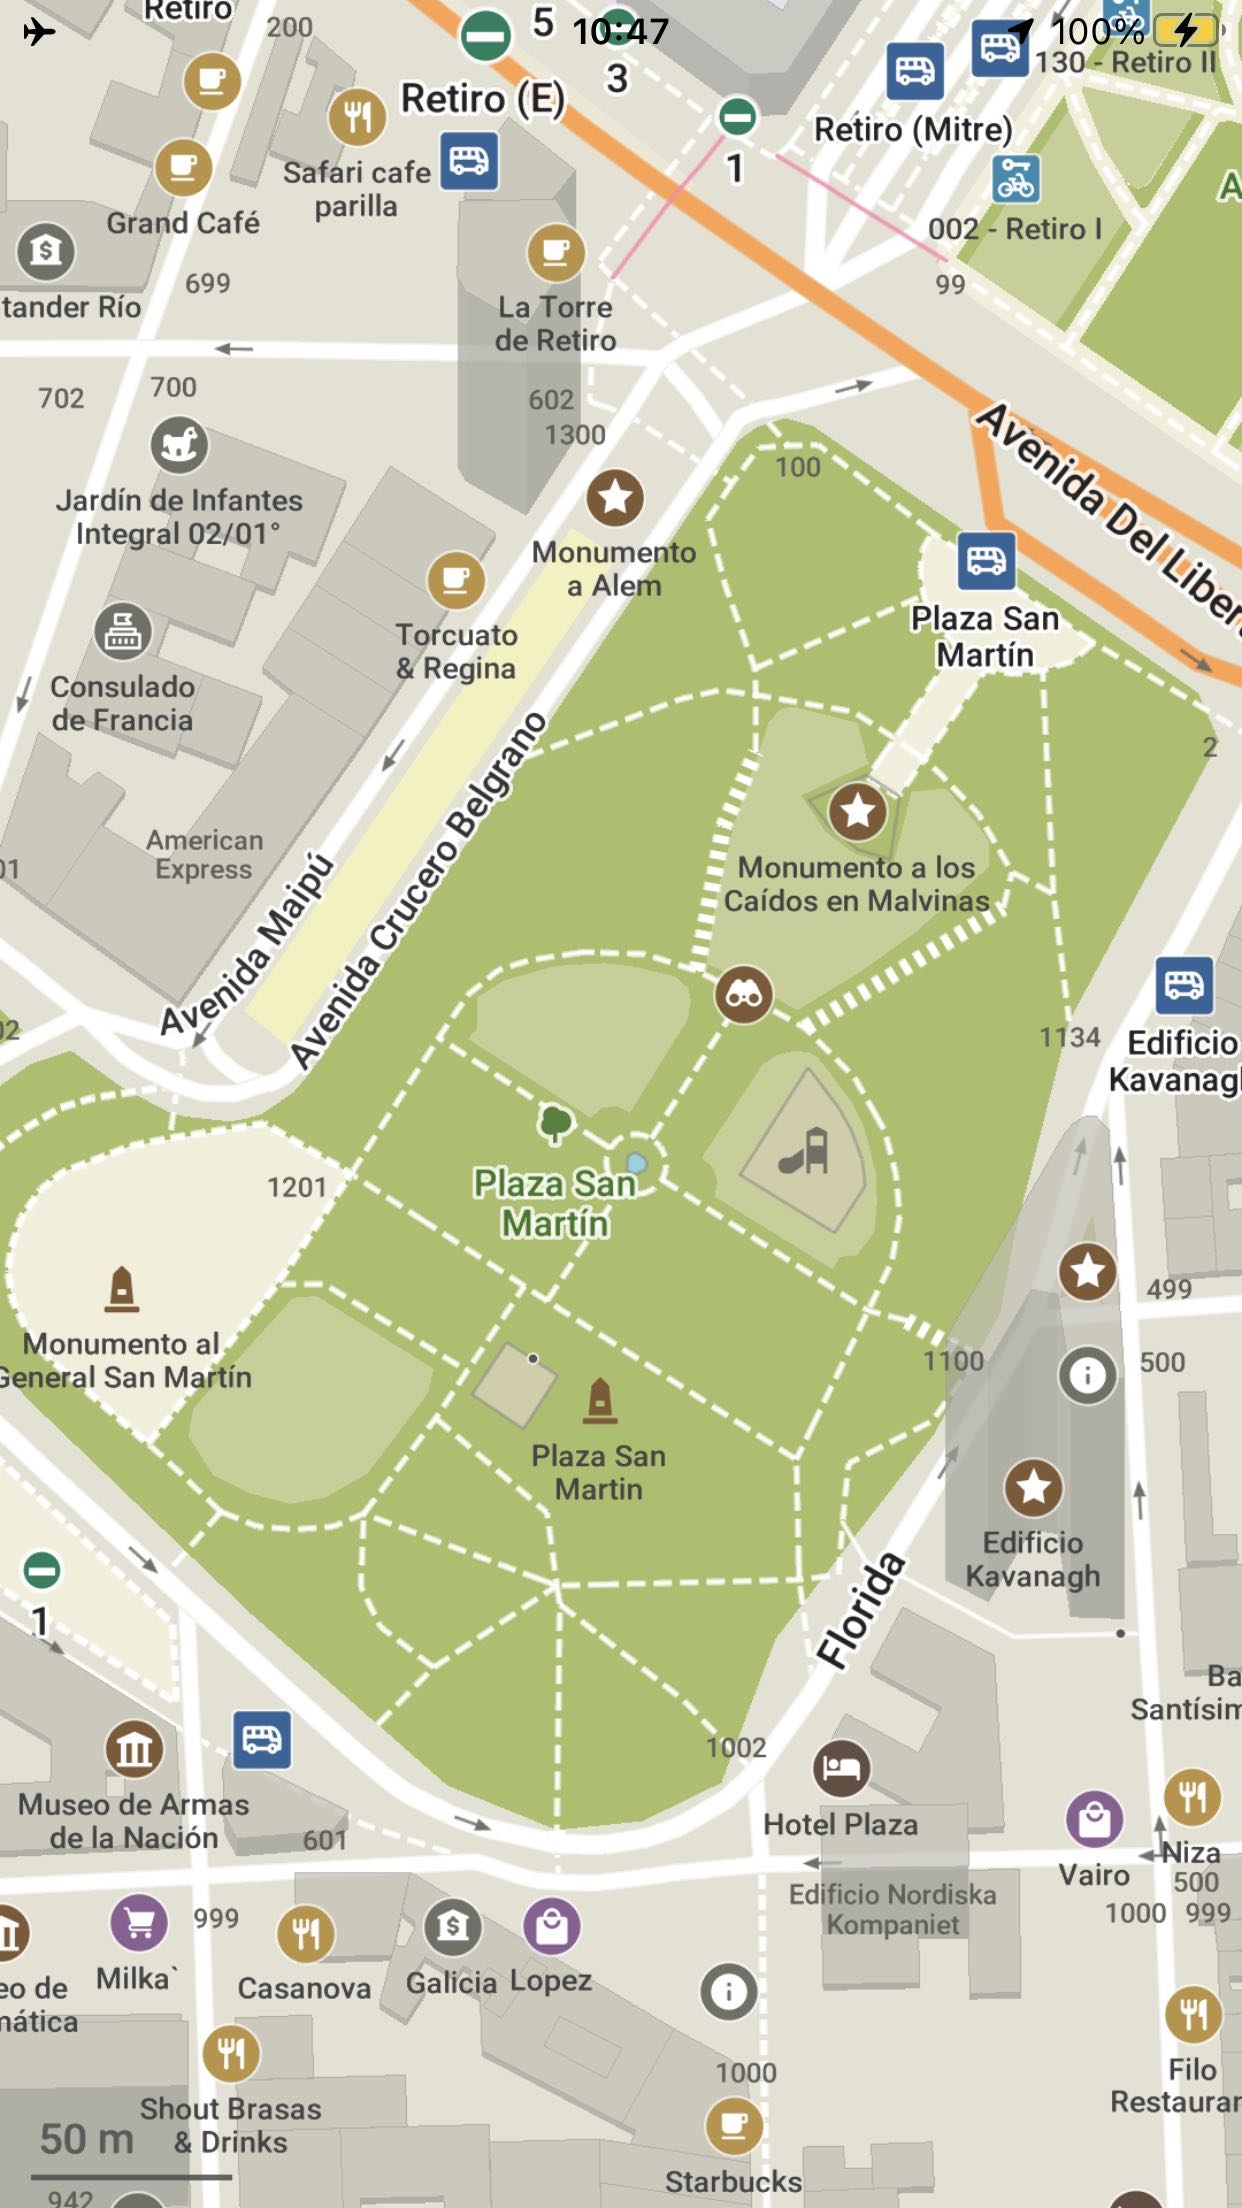 Retiro
200
5
10:47
3
100%
130 - Retiro II
Retiro (E)
1
Retiro (Mitre)
Safari cafe
parilla
Grand Café
002 - Retiro I
tander Río
699
99
La Torre
de Retiro
702
700
602
1300
100
Jardín de Infantes
Integral 02/01°
Avenida Del Libert
Monumento
a Alem
Plaza San
Martín
Torcuato
& Regina
Consulado
de Francia
2
American
Express
01
Avenida Maipú
Avenida Crucero Belgrano
Monumento a los
Caídos en Malvinas
02
1134
Edificio
Kavanagh
1201
Plaza San
Martín
Monumento al
General San Martín
499
1100
500
Plaza San
Martin
Edificio
Kavanagh
1
Florida
Ba
Santísim
1002
Museo de Armas
de la Nación
601
Hotel Plaza
Vairo
Niza
500
1000
999
Edificio Nordiska
Kompaniet
999
Milka`
Casanova
Galicia
Lopez
eo de
mática
1000
Filo
Restauran
Shout Brasas
& Drinks
50 m
Starbucks
942